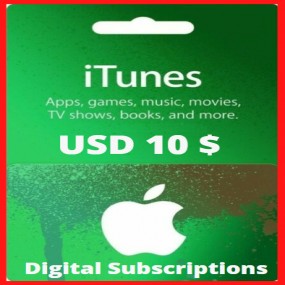 iTunes
Apps, games, music, movies,
TV shows, books, and more.
USD 10 $
Digital Subscriptions